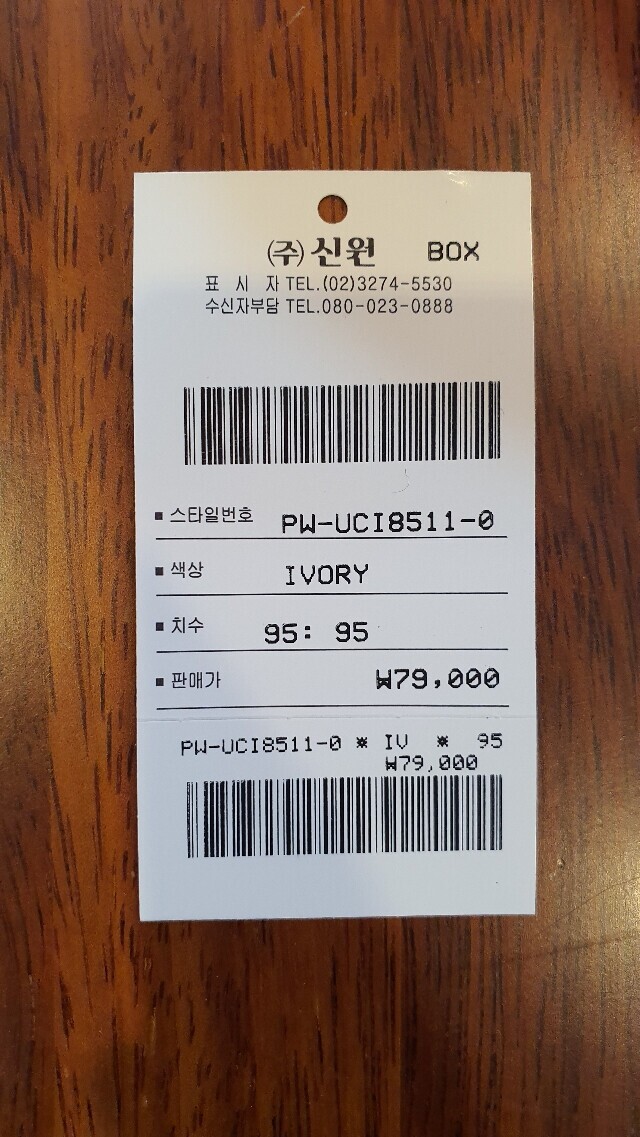 (주)신원 BOX
표 시 자 TEL.(02)3274-5530
수신자부담 TEL.080-023-0888
■ 스타일번호 PW-UCI8511-0
■ 색상 IVORY
■ 치수 95: 95
■ 판매가 ₩79,000
PW-UCI8511-0 ※ IV ※ 95
₩79,000